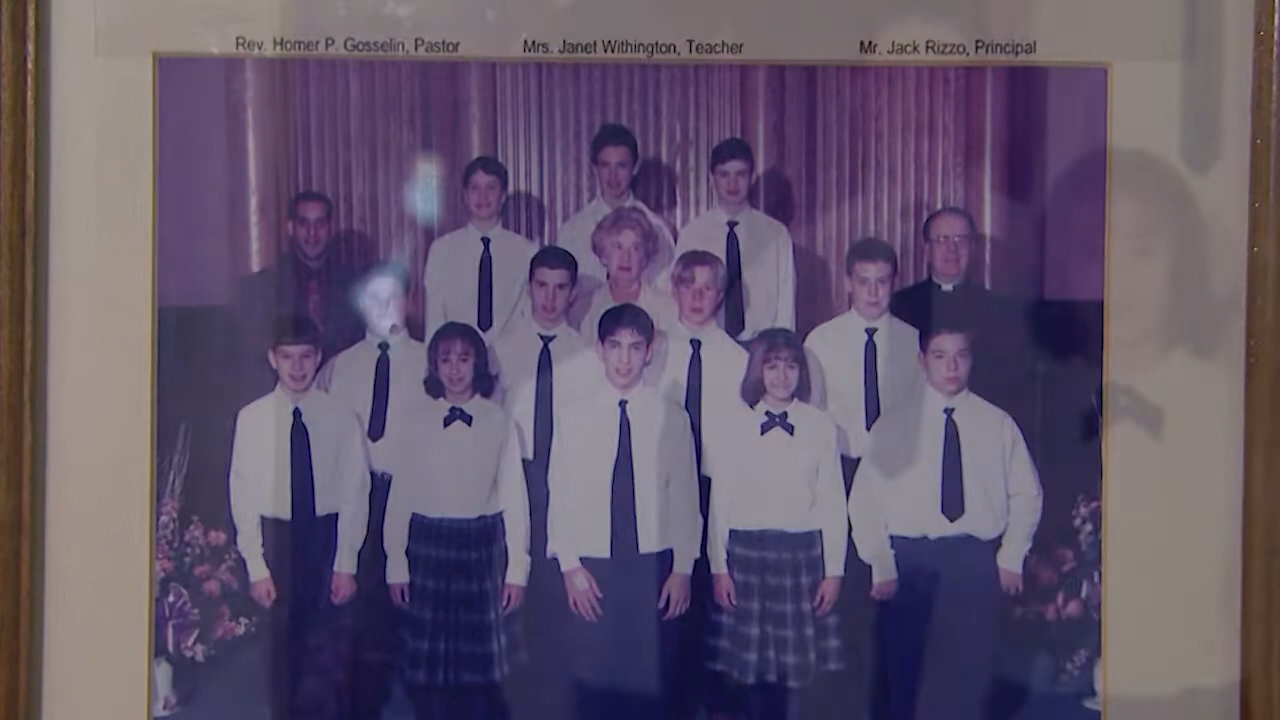 Rev. Homer P. Gosselin, Pastor Mrs. Janet Withington, Teacher Mr. Jack Rizzo, Principal